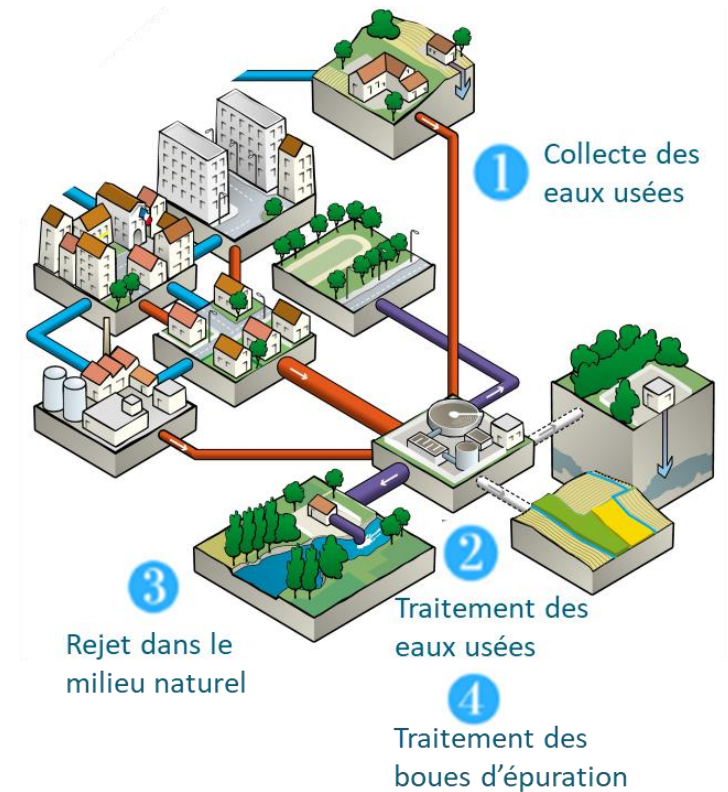 1
Collecte des
eaux usées
2
Traitement des
eaux usées
3
Rejet dans le
milieu naturel
4
Traitement des
boues d'épuration